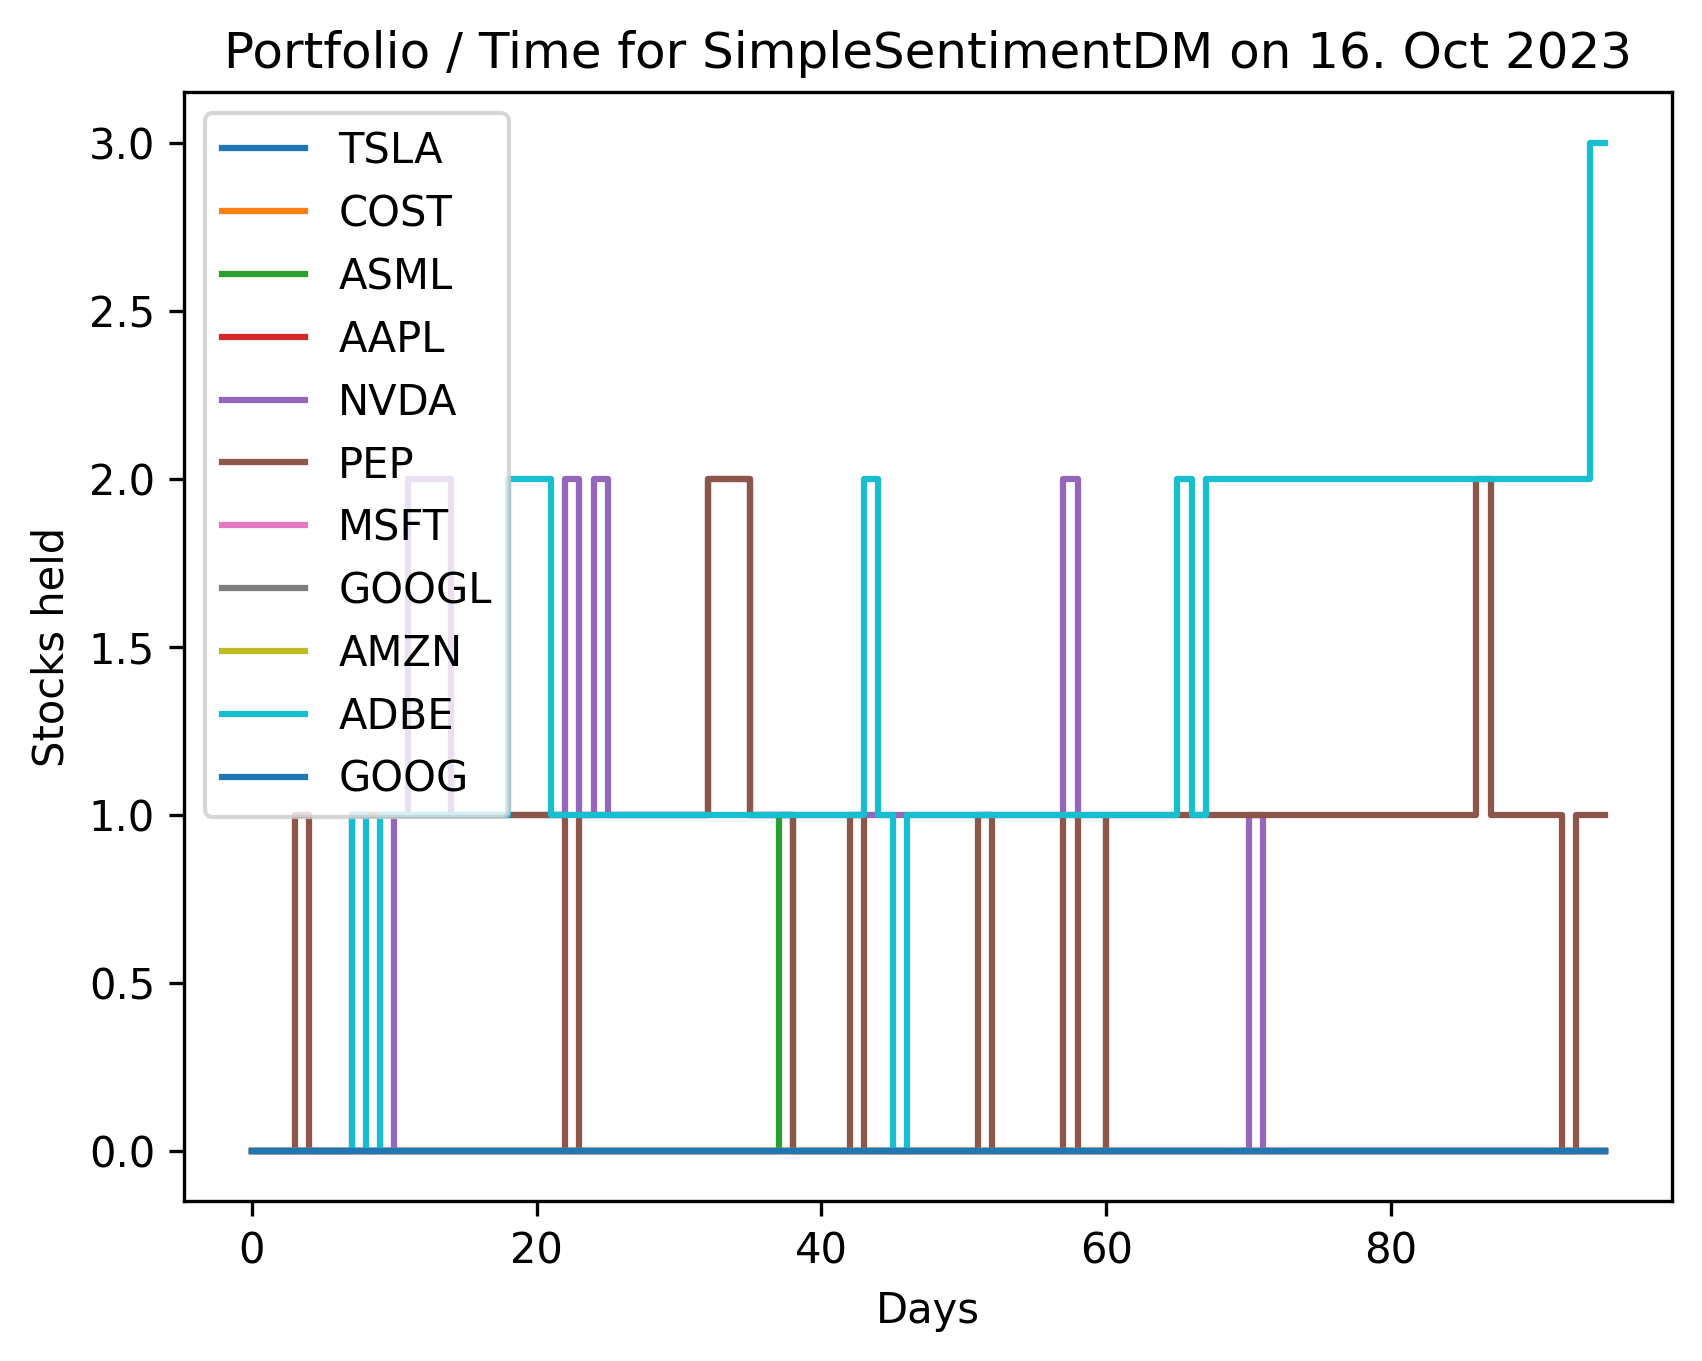 Portfolio / Time for SimpleSentimentDM on 16. Oct 2023
3.0
2.5
2.0
1.5
1.0
0.5
0.0
Stocks held
TSLA
COST
ASML
AAPL
NVDA
PEP
MSFT
GOOGL
AMZN
ADBE
GOOG
0 20 40 60 80
Days